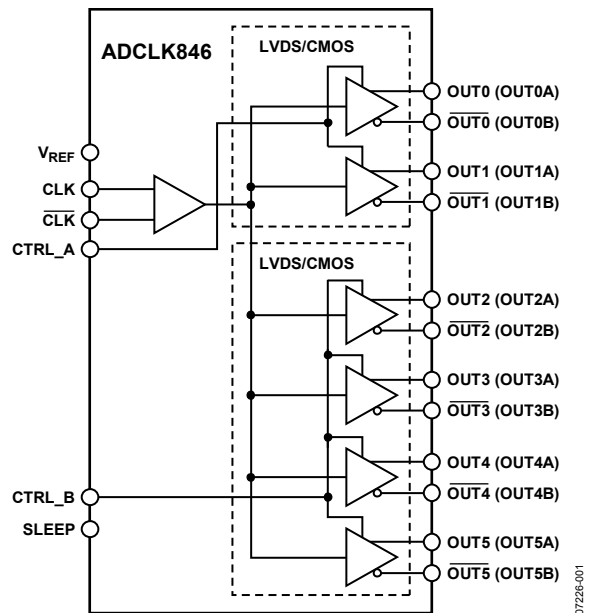 ADCLK846
LVDS/CMOS
OUT0 (OUT0A)
OUT0 (OUT0B)
VREF
OUT1 (OUT1A)
CLK
OUT1 (OUT1B)
CLK
CTRL_A
LVDS/CMOS
OUT2 (OUT2A)
OUT2 (OUT2B)
OUT3 (OUT3A)
OUT3 (OUT3B)
OUT4 (OUT4A)
CTRL_B
OUT4 (OUT4B)
SLEEP
OUT5 (OUT5A)
OUT5 (OUT5B)
07226-001